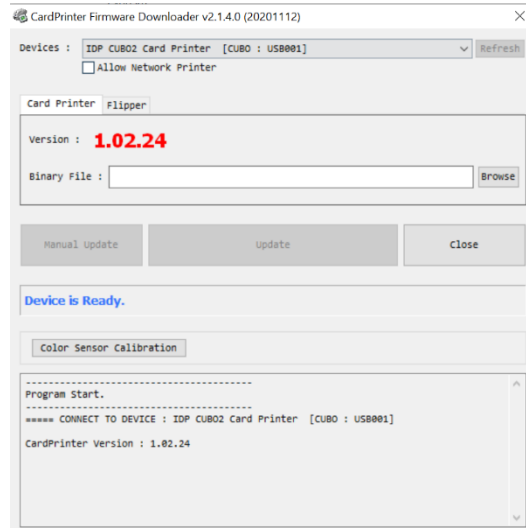 CardPrinter Firmware Downloader v2.1.4.0 (20201112)
Devices : IDP CUBO2 Card Printer [CUBO : USB001] Refresh
Allow Network Printer
Card Printer Flipper
Version : 1.02.24
Binary File : Browse
Manual Update Update Close
Device is Ready.
Color Sensor Calibration
----------------------------------------
Program Start.
----------------------------------------
===== CONNECT TO DEVICE : IDP CUBO2 Card Printer [CUBO : USB001]
CardPrinter Version : 1.02.24